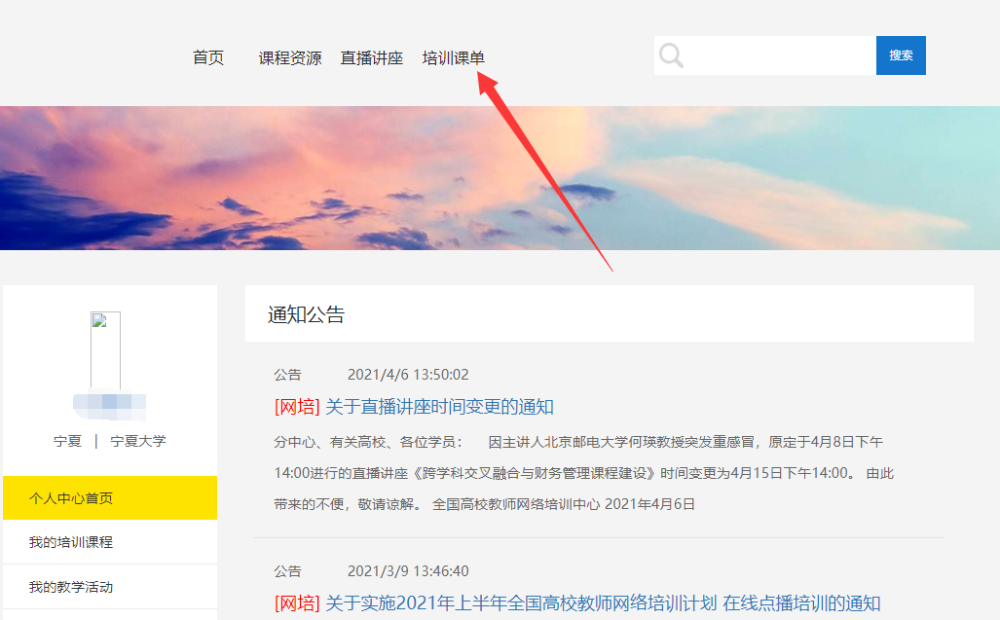 首页 课程资源 直播讲座 培训课单 搜索
通知公告
公告 2021/4/6 13:50:02
[网培] 关于直播讲座时间变更的通知
宁夏 | 宁夏大学
分中心、有关高校、各位学员： 因主讲人北京邮电大学何瑛教授突发重感冒，原定于4月8日下午
14:00进行的直播讲座《跨学科交叉融合与财务管理课程建设》时间变更为4月15日下午14:00。 由此
带来的不便，敬请谅解。 全国高校教师网络培训中心 2021年4月6日
个人中心首页
我的培训课程
我的教学活动
公告 2021/3/9 13:46:40
[网培] 关于实施2021年上半年全国高校教师网络培训计划 在线点播培训的通知